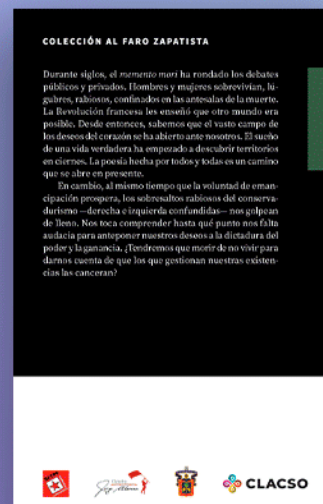 COLECCIÓN AL FARO ZAPATISTA
Durante siglos, el memento mori ha rondado los debates
públicos y privados. Hombres y mujeres sobrevivían, lú-
gubres, rabiosos, confinados en las antesalas de la muerte.
La Revolución francesa les enseñó que otro mundo era
posible. Desde entonces, sabemos que el vasto campo de
los deseos del corazón se ha abierto ante nosotros. El sueño
de una vida verdadera ha empezado a descubrir territorios
en ciernes. La poesía hecha por todos y todas es un camino
que se abre en presente.
En cambio, al mismo tiempo que la voluntad de eman-
cipación prospera, los sobresaltos rabiosos del conserva-
durismo —derecha e izquierda confundidas— nos golpean
de lleno. Nos toca comprender hasta qué punto nos falta
audacia para anteponer nuestros deseos a la dictadura del
poder y la ganancia. ¿Tendremos que morir de no vivir para
darnos cuenta de que los que gestionan nuestras existen-
cias las canceran?
CLACSO